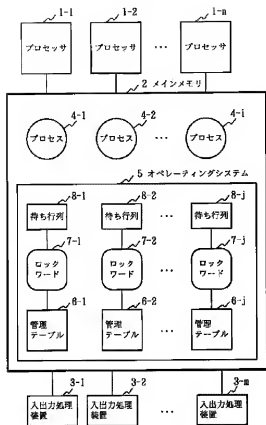 1-1 1-2 1-n
プロセッサ プロセッサ … プロセッサ
2 メインメモリ
4-1 4-2 4-i
プロセス プロセス … プロセス
5 オペレーティングシステム
8-1 8-2 8-j
待ち行列 待ち行列 … 待ち行列
7-1 7-2 7-j
ロック ロック ロック
ワード ワード ワード
6-1 6-2 … 6-j
管理 管理 管理
テーブル テーブル テーブル
3-1 3-2 3-m
入出力処理 入出力処理 … 入出力処理
装置 装置 装置